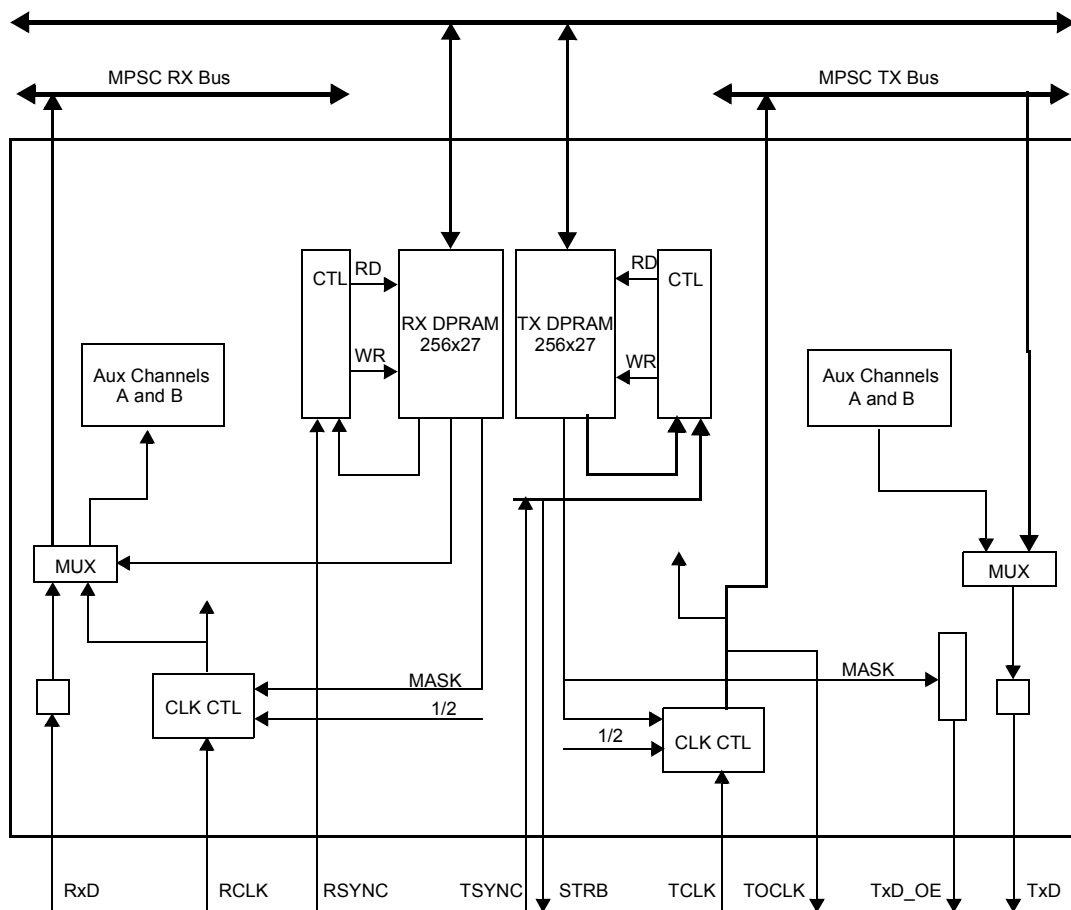 MPSC RX Bus
MPSC TX Bus
CTL
RD
RX DPRAM
256x27
WR
TX DPRAM
256x27
RD
CTL
WR
Aux Channels
A and B
Aux Channels
A and B
MUX
MUX
MASK
CLK CTL
1/2
MASK
1/2
CLK CTL
RxD
RCLK
RSYNC
TSYNC
STRB
TCLK
TOCLK
TxD_OE
TxD